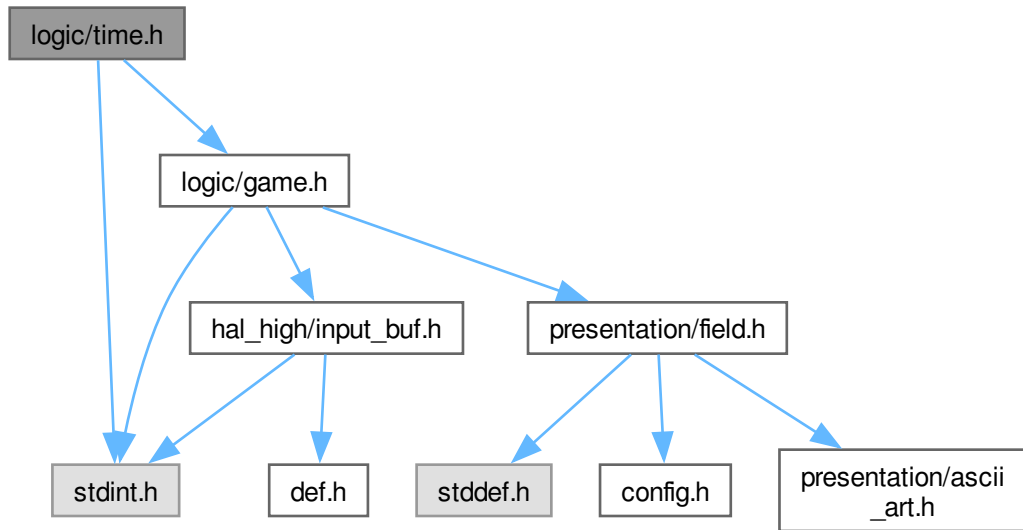 logic/time.h
logic/game.h
hal_high/input_buf.h
presentation/field.h
stdint.h
def.h
stddef.h
config.h
presentation/ascii
_art.h